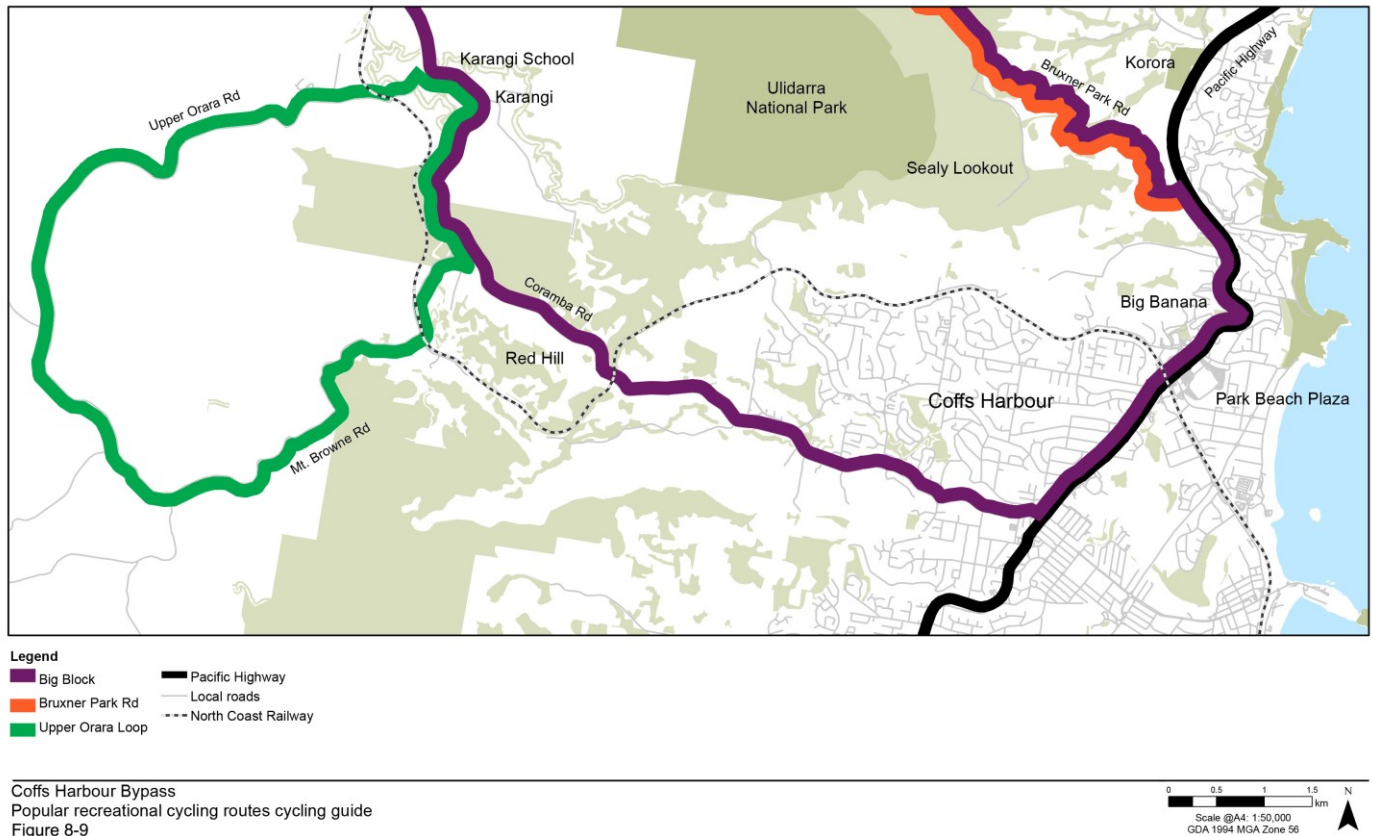 Karangi School
Karangi
Upper Orara Rd
Ulidarra
National Park
Bruxner Park Rd
Korora
Pacific Highway
Sealy Lookout
Coramba Rd
Red Hill
Mt. Browne Rd
Big Banana
Coffs Harbour
Park Beach Plaza
Legend
Big Block
Bruxner Park Rd
Upper Orara Loop
Pacific Highway
Local roads
North Coast Railway
Coffs Harbour Bypass
Popular recreational cycling routes cycling guide
Figure 8-9
0 0.5 1 1.5
km
Scale @A4: 1:50,000
GDA 1994 MGA Zone 56
N